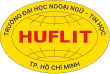 TRƯỜNG ĐẠI HỌC NGOẠI NGỮ - TIN HỌC
HUFLIT
TP. HỒ CHÍ MINH